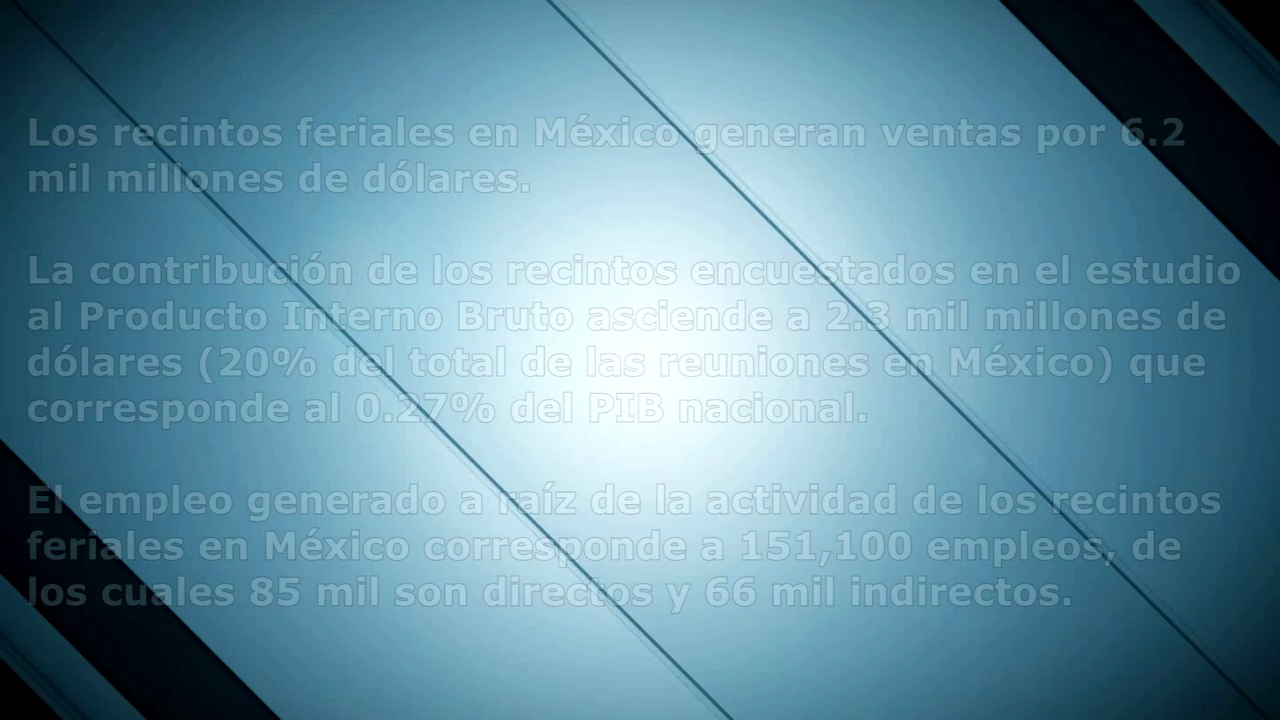 Los recintos feriales en México generan ventas por 6.2
mil millones de dólares.
La contribución de los recintos encuestados en el estudio
al Producto Interno Bruto asciende a 2.3 mil millones de
dólares (20% del total de las reuniones en México) que
corresponde al 0.27% del PIB nacional.
El empleo generado a raíz de la actividad de los recintos
feriales en México corresponde a 151,100 empleos, de
los cuales 85 mil son directos y 66 mil indirectos.